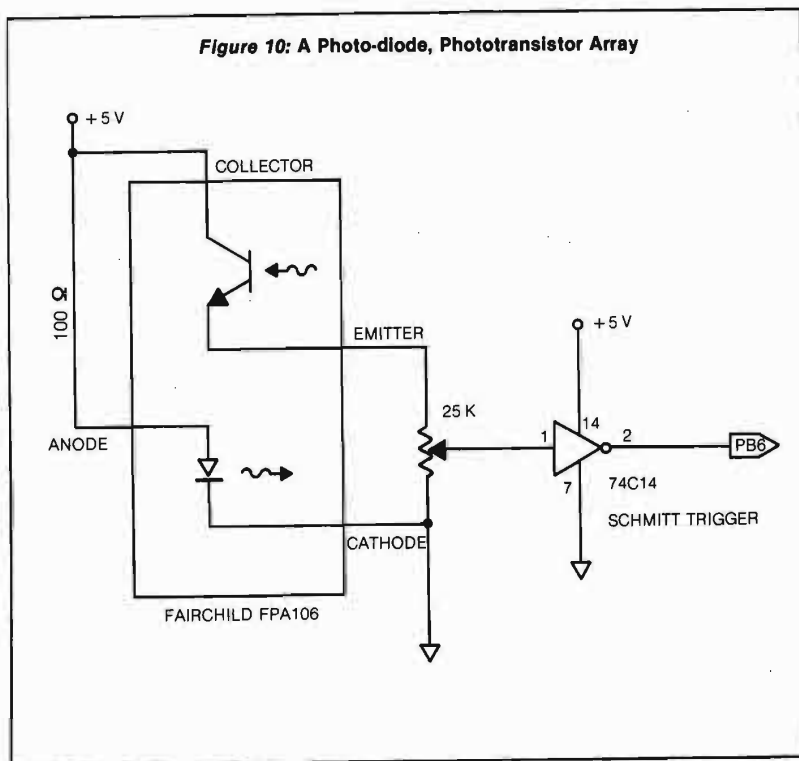 Figure 10: A Photo-diode, Phototransistor Array
+5 V
COLLECTOR
100 Ω
EMITTER
+5 V
25 K
14
1
2
PB6
ANODE
7
74C14
SCHMITT TRIGGER
CATHODE
FAIRCHILD FPA106